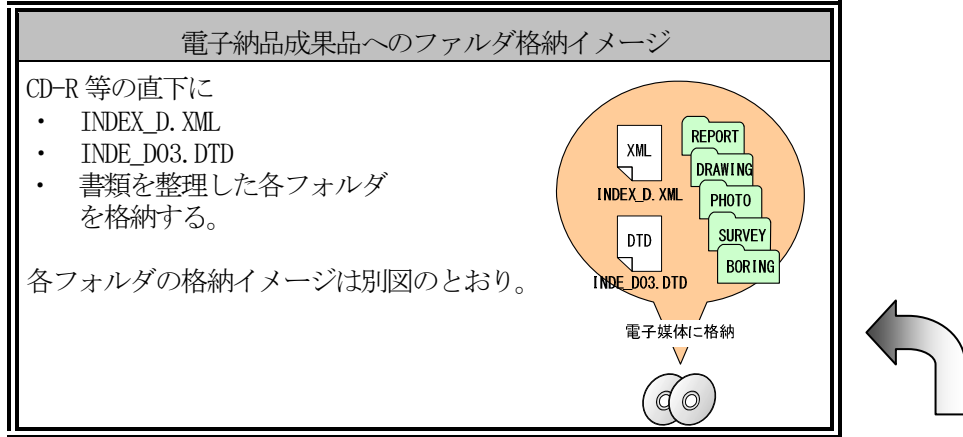 電子納品成果品へのファルダ格納イメージ
CD-R 等の直下に
・ INDEX_D.XML
・ INDE_D03.DTD
・ 書類を整理した各フォルダ
を格納する。
各フォルダの格納イメージは別図のとおり。
XML
INDEX_D.XML
DTD
INDE_D03.DTD
REPORT
DRAWING
PHOTO
SURVEY
BORING
電子媒体に格納